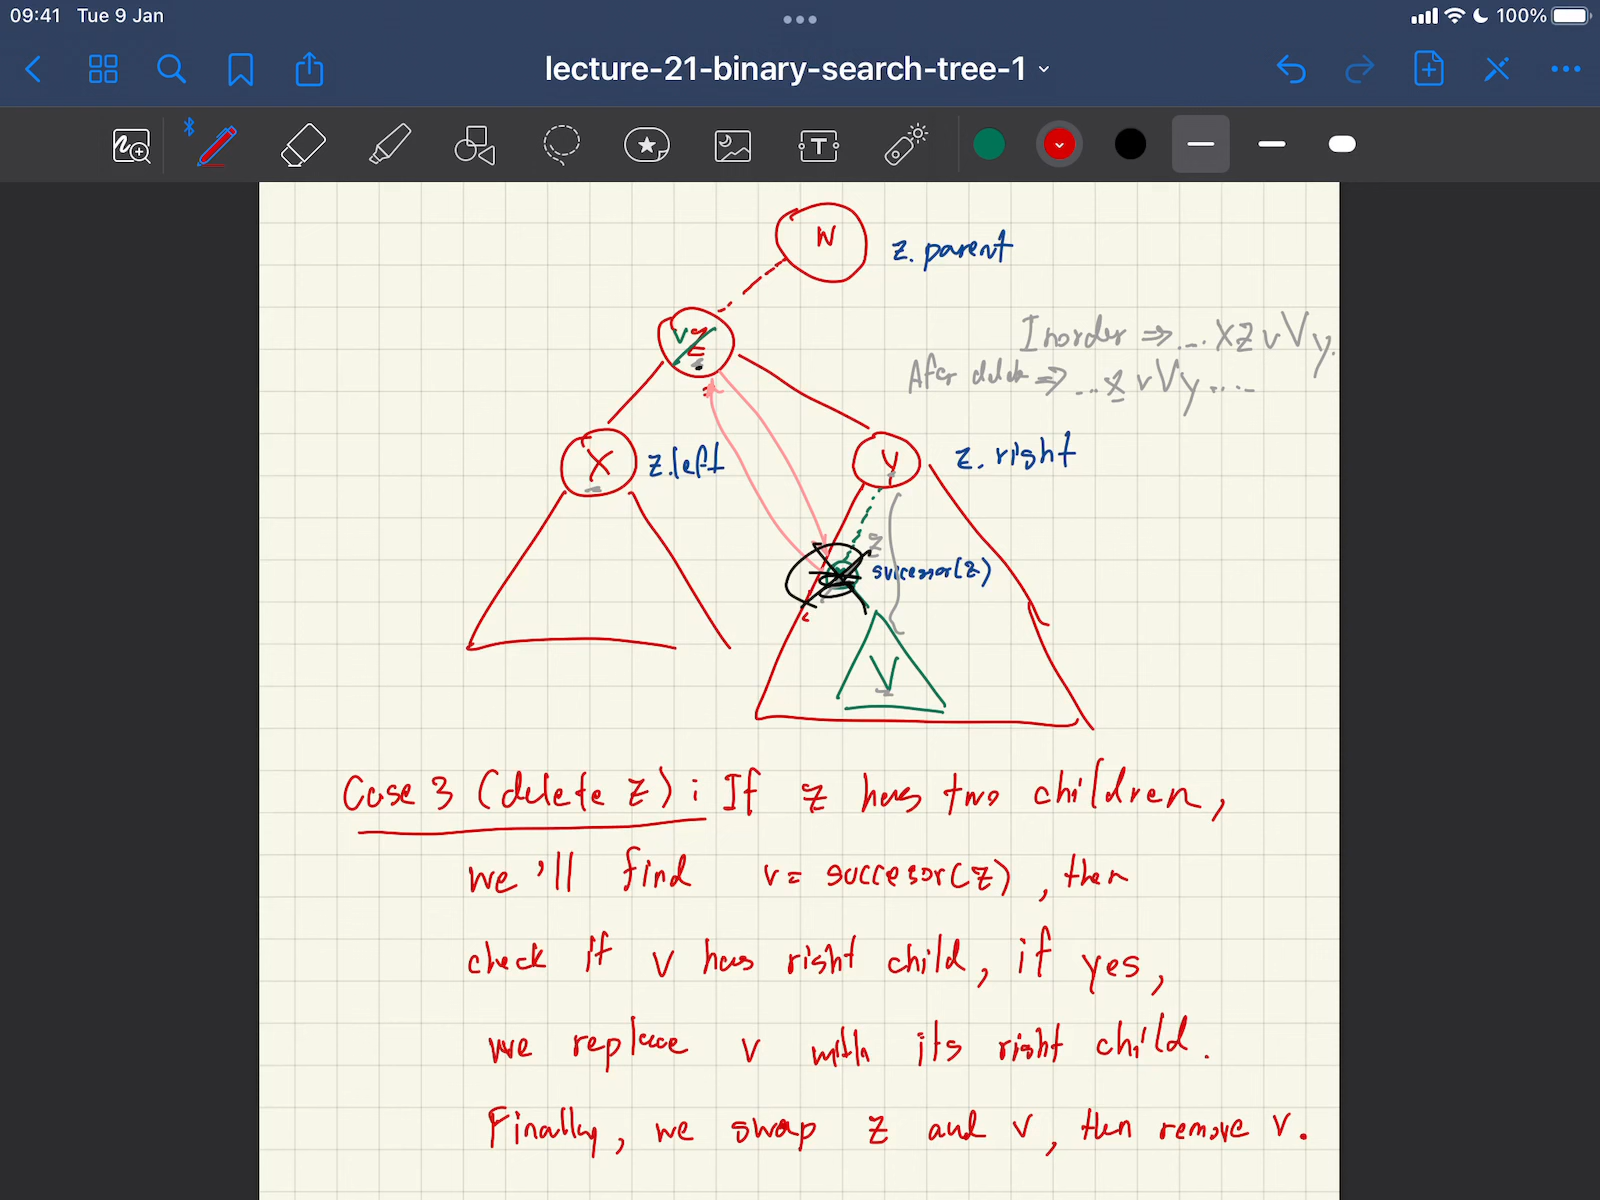 09:41 Tue 9 Jan
100%
lecture-21-binary-search-tree-1
T
W
z. parent
v z
Inorder ⇒ ... X Z v V y.
After delete ⇒ ... x v V y ....
X
z.left
y
z. right
z
successor(z)
V
Case 3 (delete z) : If z has two children,
we'll find v = succesor(z), then
check if v has right child, if yes,
we replace v with its right child.
Finally, we swap z and v, then remove v.